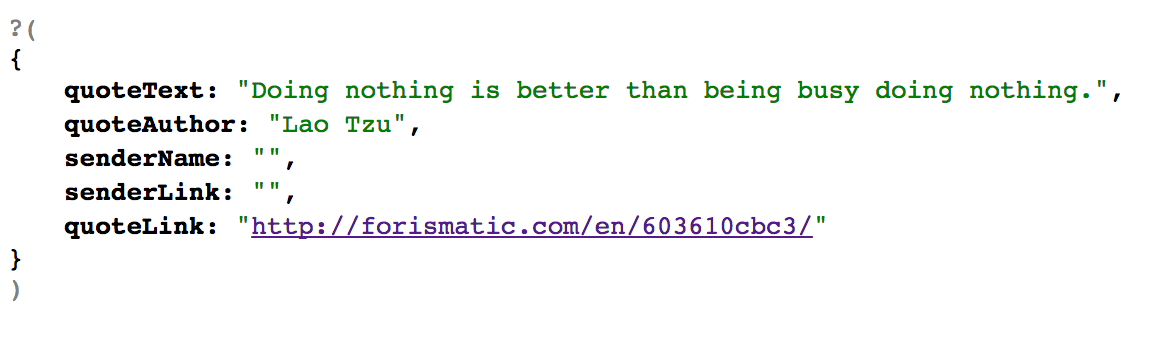 ?(
{
quoteText: "Doing nothing is better than being busy doing nothing.",
quoteAuthor: "Lao Tzu",
senderName: "",
senderLink: "",
quoteLink: "http://forismatic.com/en/603610cbc3/"
}
)